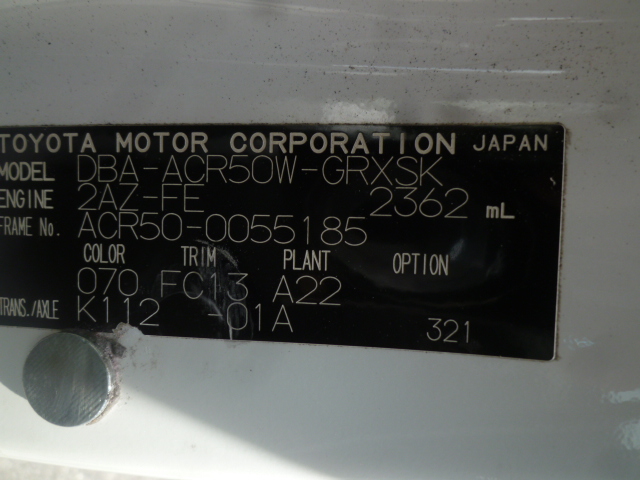 TOYOTA MOTOR CORPORATION JAPAN
MODEL DBA-ACR50W-GRXSK
ENGINE 2AZ-FE 2362 mL
FRAME No. ACR50-0055185
COLOR TRIM PLANT OPTION
070 FC13 A22
TRANS./AXLE K112 -01A
321